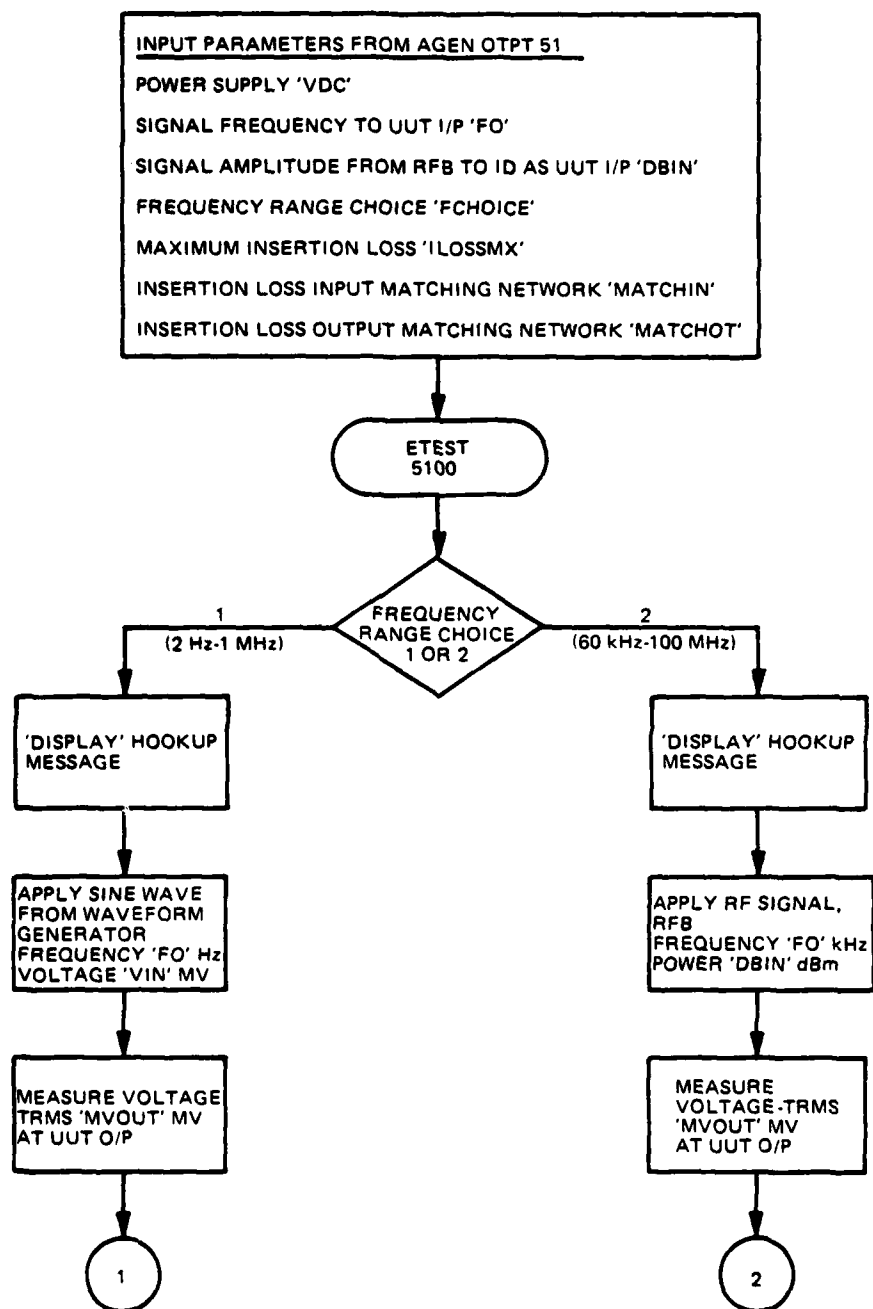 INPUT PARAMETERS FROM AGEN OTPT 51
POWER SUPPLY 'VDC'
SIGNAL FREQUENCY TO UUT I/P 'FO'
SIGNAL AMPLITUDE FROM RFB TO ID AS UUT I/P 'DBIN'
FREQUENCY RANGE CHOICE 'FCHOICE'
MAXIMUM INSERTION LOSS 'ILOSSMX'
INSERTION LOSS INPUT MATCHING NETWORK 'MATCHIN'
INSERTION LOSS OUTPUT MATCHING NETWORK 'MATCHOT'
ETEST
5100
FREQUENCY
RANGE CHOICE
1 OR 2
1
(2 Hz-1 MHz)
2
(60 kHz-100 MHz)
'DISPLAY' HOOKUP
MESSAGE
APPLY SINE WAVE
FROM WAVEFORM
GENERATOR
FREQUENCY 'FO' Hz
VOLTAGE 'VIN' MV
MEASURE VOLTAGE
TRMS 'MVOUT' MV
AT UUT O/P
1
'DISPLAY' HOOKUP
MESSAGE
APPLY RF SIGNAL,
RFB
FREQUENCY 'FO' kHz
POWER 'DBIN' dBm
MEASURE
VOLTAGE-TRMS
'MVOUT' MV
AT UUT O/P
2